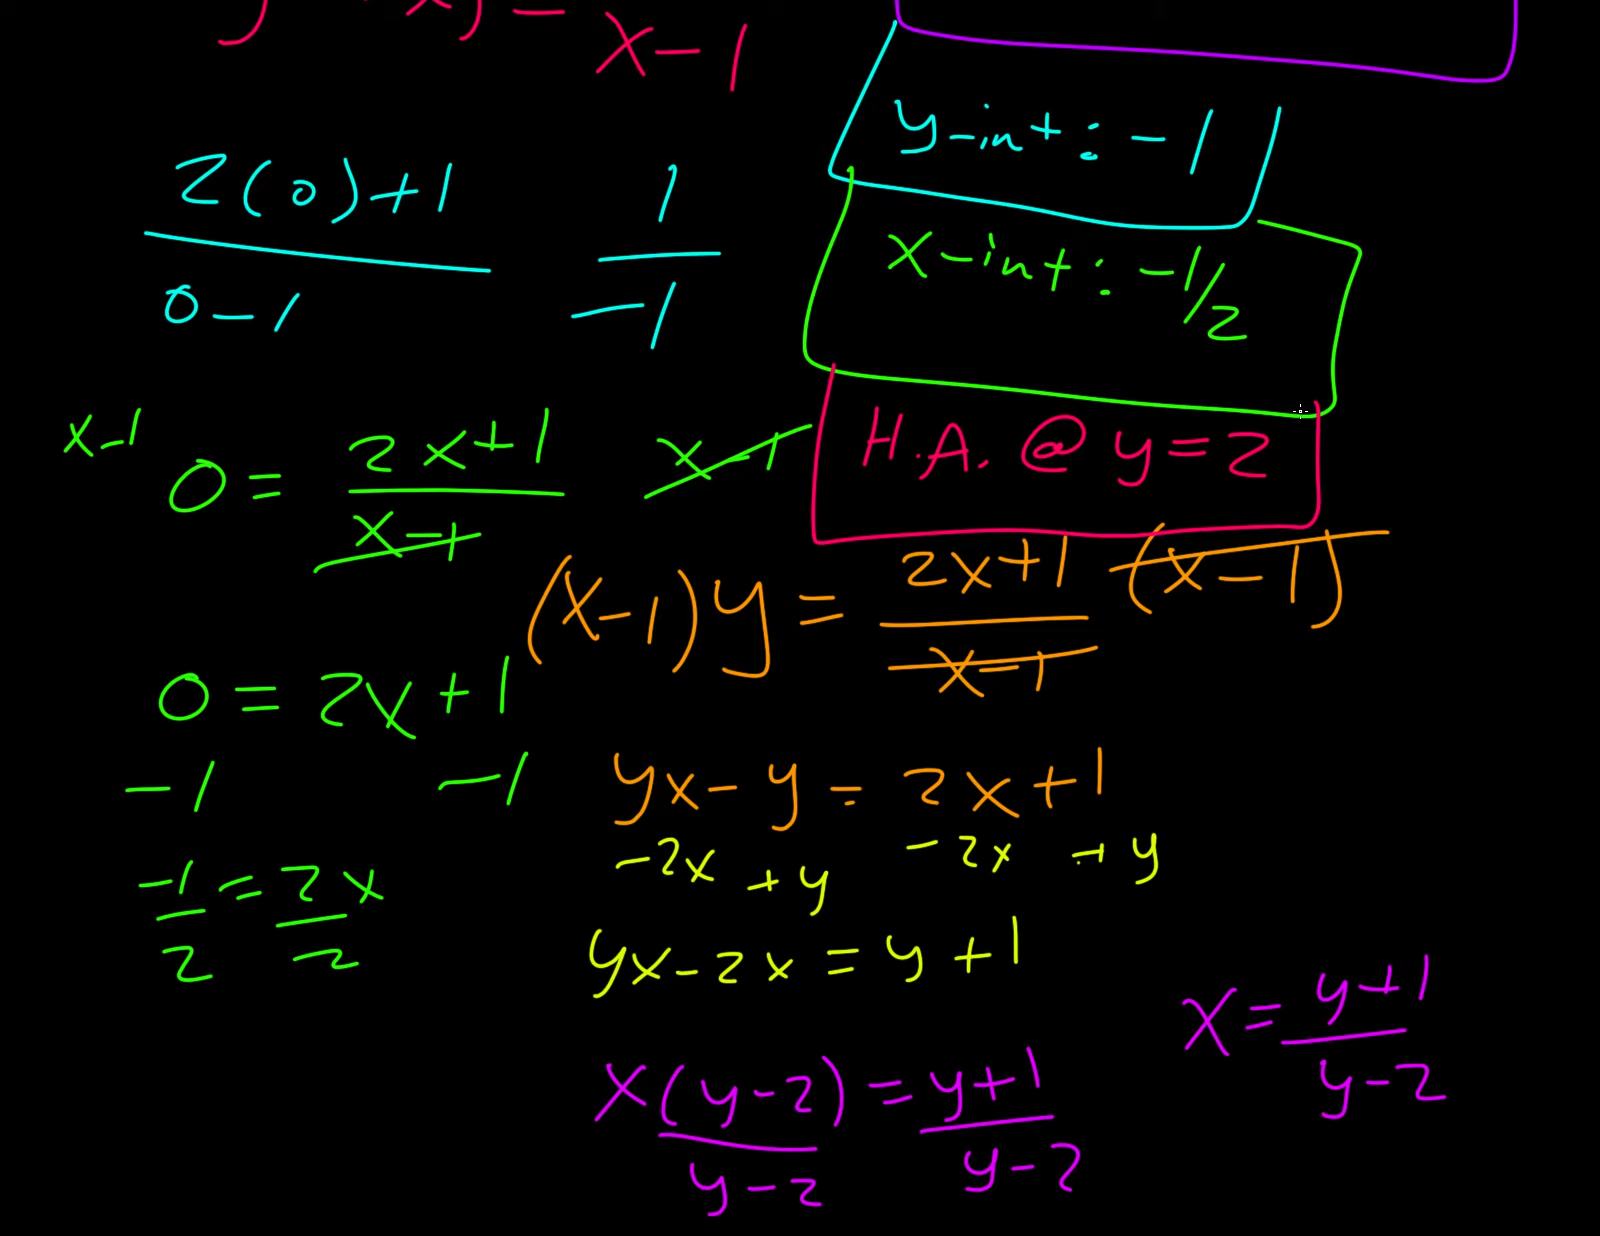 x-1
2(0)+1
0-1
1
-1
y-int: -1
x-int: -1/2
H.A. @ y=2
x-1 0 = 2x+1 x-1
x-1
0 = 2x+1
-1 -1
-1 = 2x
2 2
(x-1)y = 2x+1 (x-1)
x-1
yx-y = 2x+1
-2x +y -2x +y
yx-2x = y+1
x(y-2) = y+1
y-2 y-2
x = y+1
y-2